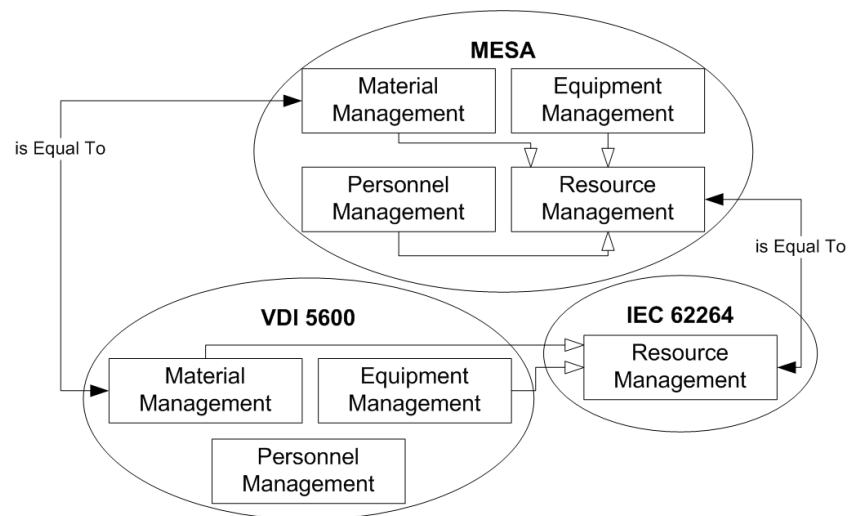 MESA
Material
Management
Equipment
Management
is Equal To
Personnel
Management
Resource
Management
is Equal To
VDI 5600
IEC 62264
Material
Management
Equipment
Management
Resource
Management
Personnel
Management